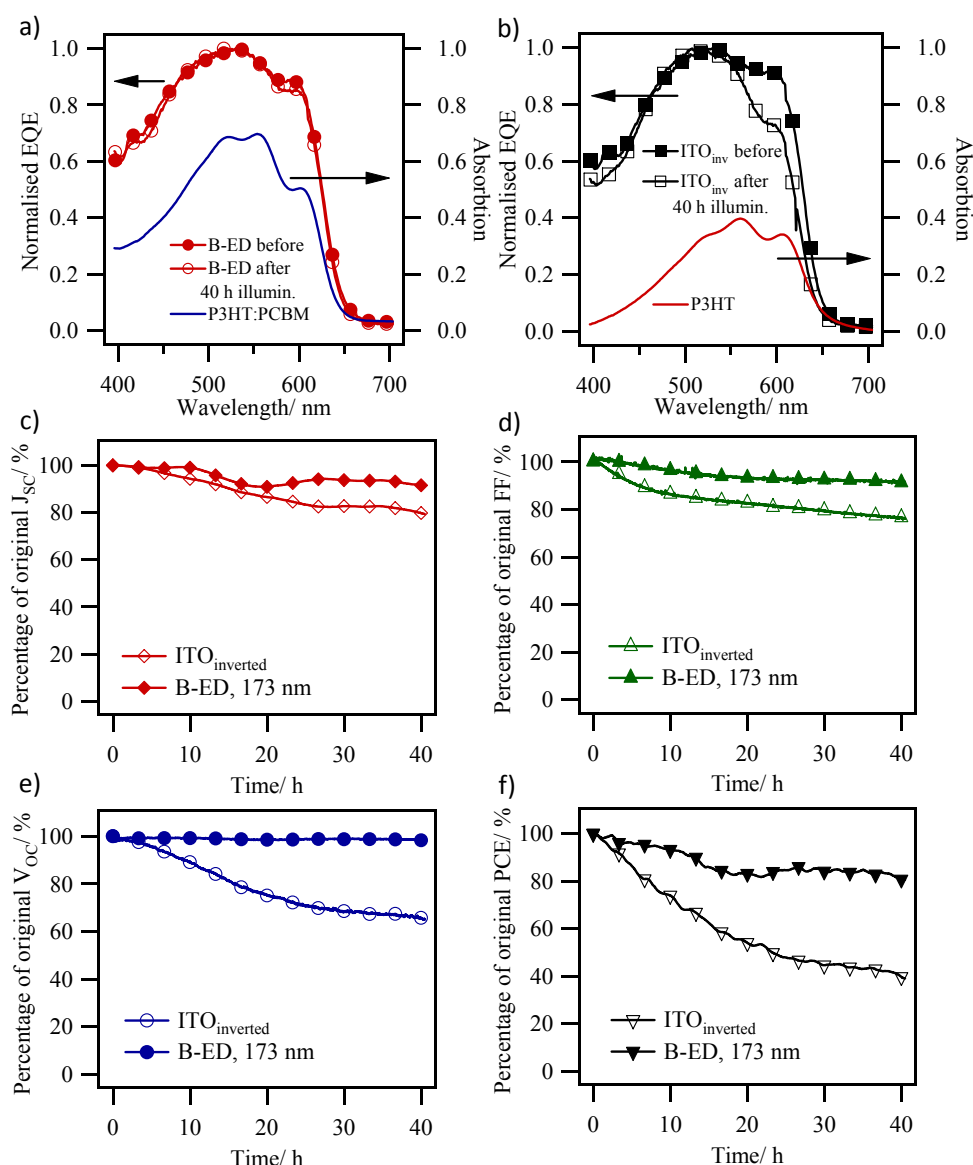 a)
1.0
0.8
0.6
0.4
0.2
0.0
Normalised EQE
1.0
0.8
0.6
0.4
0.2
0.0
Absorption
B-ED before
B-ED after
40 h illumin.
P3HT:PCBM
400 500 600 700
Wavelength/ nm
b)
1.0
0.8
0.6
0.4
0.2
0.0
Normalised EQE
1.0
0.8
0.6
0.4
0.2
0.0
Absorbtion
ITOinv before
ITOinv after
40 h illumin.
P3HT
400 500 600 700
Wavelength/ nm
c)
100
80
60
40
20
0
Percentage of original JSC/ %
ITOinverted
B-ED, 173 nm
0 10 20 30 40
Time/ h
d)
100
80
60
40
20
0
Percentage of original FF/ %
ITOinverted
B-ED, 173 nm
0 10 20 30 40
Time/ h
e)
100
80
60
40
20
0
Percentage of original VOC/ %
ITOinverted
B-ED, 173 nm
0 10 20 30 40
Time/ h
f)
100
80
60
40
20
0
Percentage of original PCE/ %
ITOinverted
B-ED, 173 nm
0 10 20 30 40
Time/ h